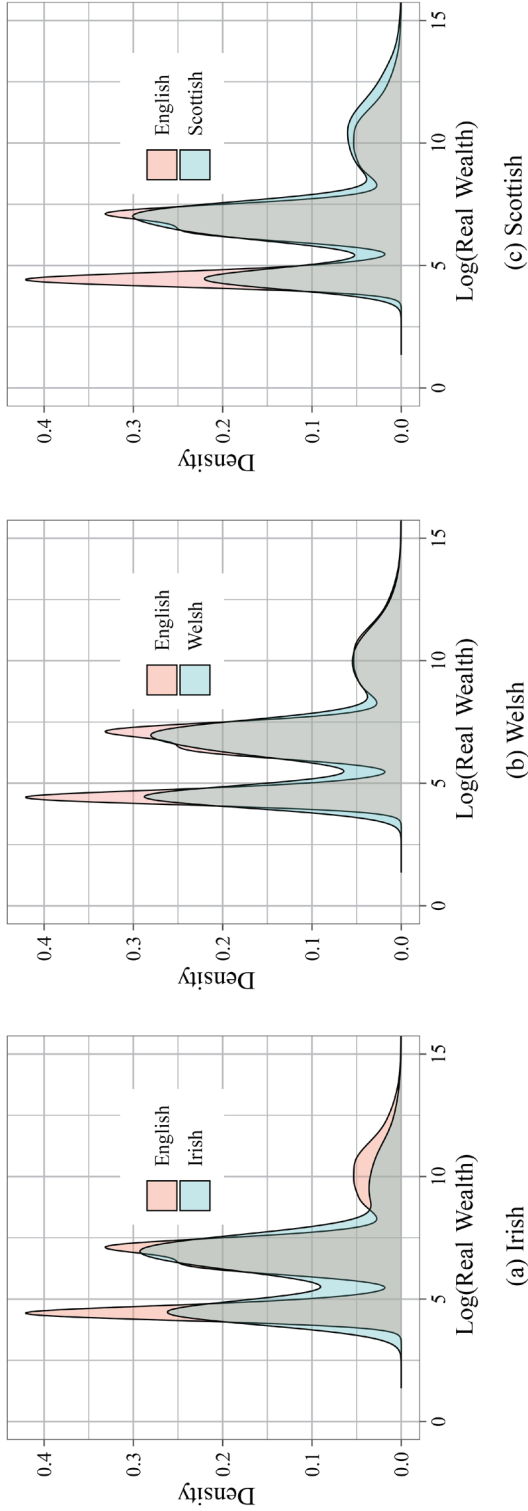 Density
0.4
0.3
0.2
0.1
0.0
English
Irish
0
5
10
15
Log(Real Wealth)
(a) Irish
Density
0.4
0.3
0.2
0.1
0.0
English
Welsh
0
5
10
15
Log(Real Wealth)
(b) Welsh
Density
0.4
0.3
0.2
0.1
0.0
English
Scottish
0
5
10
15
Log(Real Wealth)
(c) Scottish